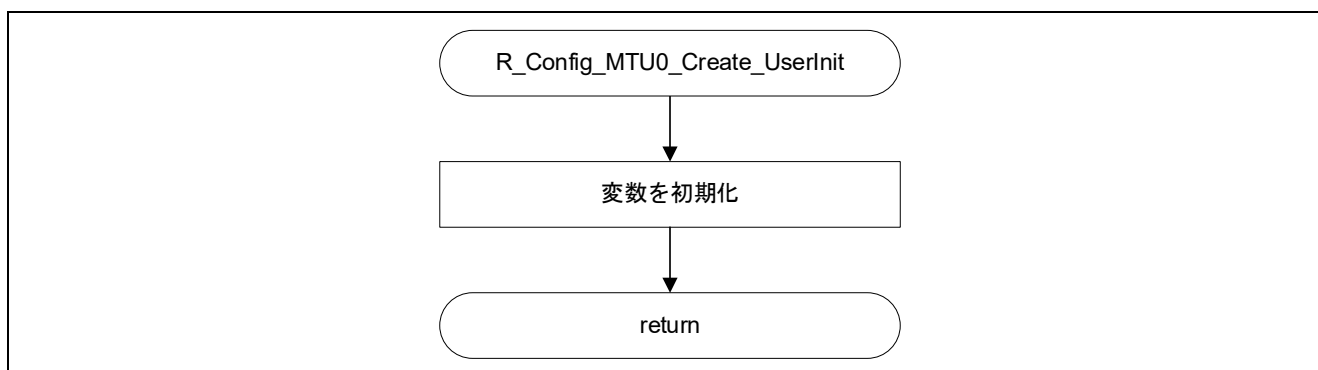 R_Config_MTU0_Create_UserInit
変数を初期化
return